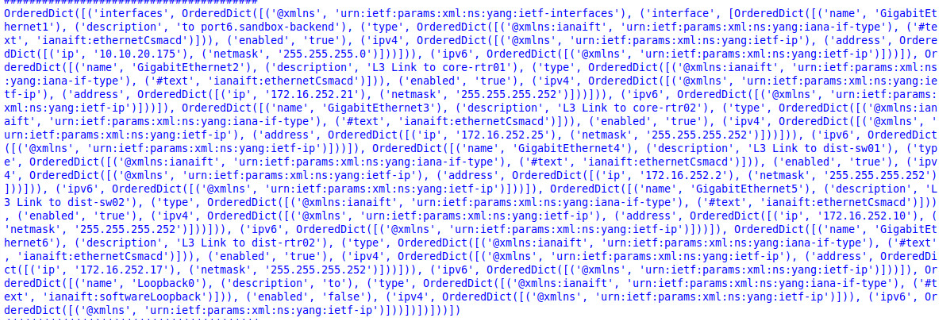 ########################################
OrderedDict([('interfaces', OrderedDict([('@xmlns', 'urn:ietf:params:xml:ns:yang:ietf-interfaces'), ('interface', [OrderedDict([('name', 'GigabitEt
hernet1'), ('description', 'to port6.sandbox-backend'), ('type', OrderedDict([('@xmlns:ianaift', 'urn:ietf:params:xml:ns:yang:iana-if-type'), ('#te
xt', 'ianaift:ethernetCsmacd')])), ('enabled', 'true'), ('ipv4', OrderedDict([('@xmlns', 'urn:ietf:params:xml:ns:yang:ietf-ip'), ('address', Ordere
dDict([('ip', '10.10.20.175'), ('netmask', '255.255.255.0')]))])), ('ipv6', OrderedDict([('@xmlns', 'urn:ietf:params:xml:ns:yang:ietf-ip')]))]), Or
deredDict([('name', 'GigabitEthernet2'), ('description', 'L3 Link to core-rtr01'), ('type', OrderedDict([('@xmlns:ianaift', 'urn:ietf:params:xml:ns
:yang:iana-if-type'), ('#text', 'ianaift:ethernetCsmacd')])), ('enabled', 'true'), ('ipv4', OrderedDict([('@xmlns', 'urn:ietf:params:xml:ns:yang:ie
tf-ip'), ('address', OrderedDict([('ip', '172.16.252.21'), ('netmask', '255.255.255.252')]))])), ('ipv6', OrderedDict([('@xmlns', 'urn:ietf:params:
xml:ns:yang:ietf-ip')]))]), OrderedDict([('name', 'GigabitEthernet3'), ('description', 'L3 Link to core-rtr02'), ('type', OrderedDict([('@xmlns:ian
aift', 'urn:ietf:params:xml:ns:yang:iana-if-type'), ('#text', 'ianaift:ethernetCsmacd')])), ('enabled', 'true'), ('ipv4', OrderedDict([('@xmlns', '
urn:ietf:params:xml:ns:yang:ietf-ip'), ('address', OrderedDict([('ip', '172.16.252.25'), ('netmask', '255.255.255.252')]))])), ('ipv6', OrderedDict
([('@xmlns', 'urn:ietf:params:xml:ns:yang:ietf-ip')]))]), OrderedDict([('name', 'GigabitEthernet4'), ('description', 'L3 Link to dist-sw01'), ('typ
e', OrderedDict([('@xmlns:ianaift', 'urn:ietf:params:xml:ns:yang:iana-if-type'), ('#text', 'ianaift:ethernetCsmacd')])), ('enabled', 'true'), ('ipv
4', OrderedDict([('@xmlns', 'urn:ietf:params:xml:ns:yang:ietf-ip'), ('address', OrderedDict([('ip', '172.16.252.2'), ('netmask', '255.255.255.252')
]))])), ('ipv6', OrderedDict([('@xmlns', 'urn:ietf:params:xml:ns:yang:ietf-ip')]))]), OrderedDict([('name', 'GigabitEthernet5'), ('description', 'L
3 Link to dist-sw02'), ('type', OrderedDict([('@xmlns:ianaift', 'urn:ietf:params:xml:ns:yang:iana-if-type'), ('#text', 'ianaift:ethernetCsmacd')]))
, ('enabled', 'true'), ('ipv4', OrderedDict([('@xmlns', 'urn:ietf:params:xml:ns:yang:ietf-ip'), ('address', OrderedDict([('ip', '172.16.252.10'), (
'netmask', '255.255.255.252')]))])), ('ipv6', OrderedDict([('@xmlns', 'urn:ietf:params:xml:ns:yang:ietf-ip')]))]), OrderedDict([('name', 'GigabitEt
hernet6'), ('description', 'L3 Link to dist-rtr02'), ('type', OrderedDict([('@xmlns:ianaift', 'urn:ietf:params:xml:ns:yang:iana-if-type'), ('#text'
, 'ianaift:ethernetCsmacd')])), ('enabled', 'true'), ('ipv4', OrderedDict([('@xmlns', 'urn:ietf:params:xml:ns:yang:ietf-ip'), ('address', OrderedDi
ct([('ip', '172.16.252.17'), ('netmask', '255.255.255.252')]))])), ('ipv6', OrderedDict([('@xmlns', 'urn:ietf:params:xml:ns:yang:ietf-ip')]))]), Or
deredDict([('name', 'Loopback0'), ('description', 'to'), ('type', OrderedDict([('@xmlns:ianaift', 'urn:ietf:params:xml:ns:yang:iana-if-type'), ('#t
ext', 'ianaift:softwareLoopback')])), ('enabled', 'false'), ('ipv4', OrderedDict([('@xmlns', 'urn:ietf:params:xml:ns:yang:ietf-ip')])), ('ipv6', Or
deredDict([('@xmlns', 'urn:ietf:params:xml:ns:yang:ietf-ip')]))])])]))])